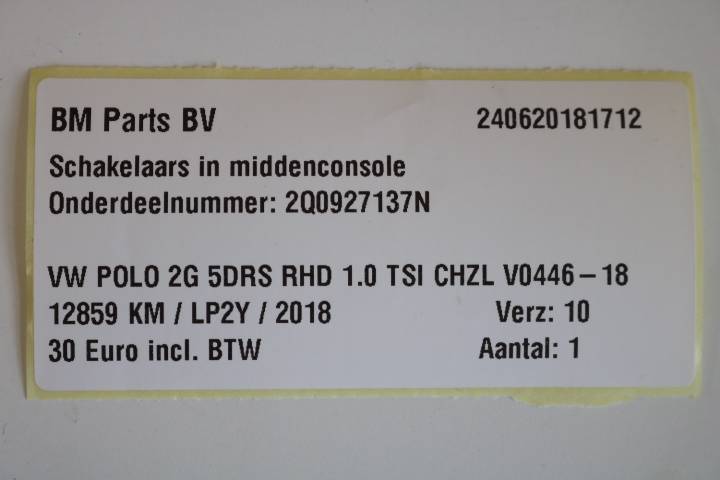 BM Parts BV 240620181712
Schakelaars in middenconsole
Onderdeelnummer: 2Q0927137N
VW POLO 2G 5DRS RHD 1.0 TSI CHZL V0446-18
12859 KM / LP2Y / 2018 Verz: 10
30 Euro incl. BTW Aantal: 1